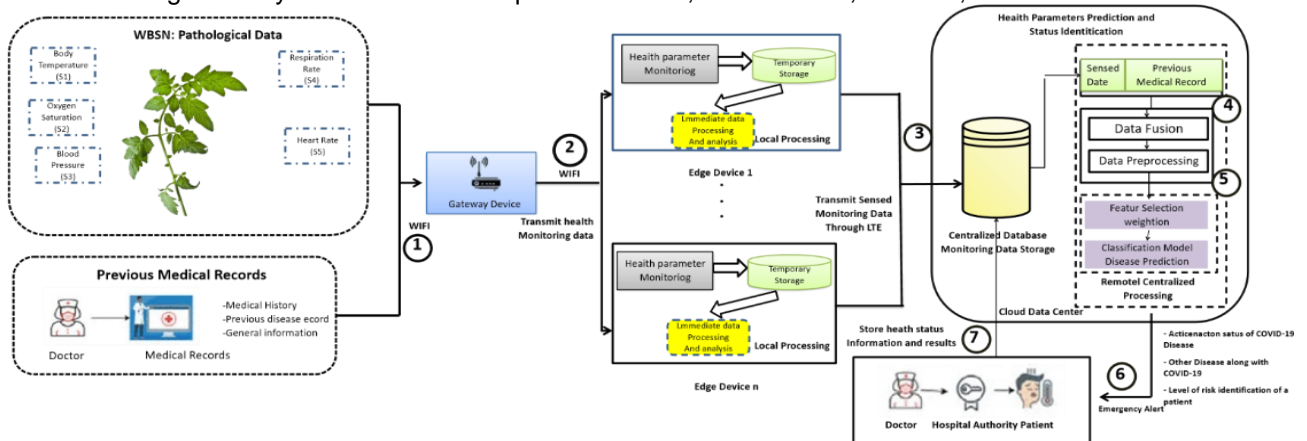 WBSN: Pathological Data
Body
Temperature
(S1)
Respiration
Rate
(S4)
Oxygen
Saturation
(S2)
Heart Rate
(S5)
Blood
Pressure
(S3)
Previous Medical Records
-Medical History
-Previous disease ecord
-General information
Doctor
Medical Records
WIFI
1
Gateway Device
2
WIFI
Transmit health
Monitoring data
Health parameter
Monitoriog
Temporary
Storage
Lmmediate data
Processing
And analysis
Local Processing
Edge Device 1
Health parameter
Monitoriog
Temporary
Storage
Lmmediate data
Processing
And analysis
Local Processing
Edge Device n
3
Transmit Sensed
Monitoring Data
Through LTE
Health Parameters Prediction and
Status Identitication
Sensed
Date
Previous
Medical Record
4
Data Fusion
Data Preprocessing
5
Featur Selection
weightion
Classification Model
Disease Prediction
Remotel Centralized
Processing
Centralized Database
Monitoring Data Storage
Cloud Data Center
Store heath status
Information and results
7
6
Emergency Alert
- Acticenacton satus of COVID-19
Disease
- Other Disease along with
COVID-19
- Level of risk identification of a
patient
Doctor
Hospital Authority Patient